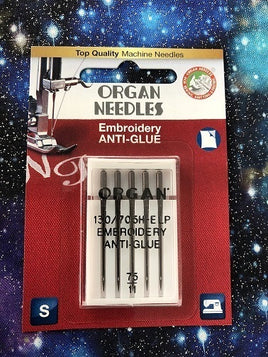 Top Quality Machine Needles
ORGAN
NEEDLES
Embroidery
ANTI-GLUE
ORGAN
130/705H-ELP
EMBROIDERY
ANTI-GLUE
75
11
S